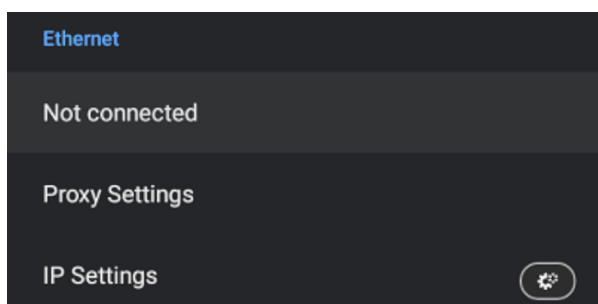 Ethernet
Not connected
Proxy Settings
IP Settings